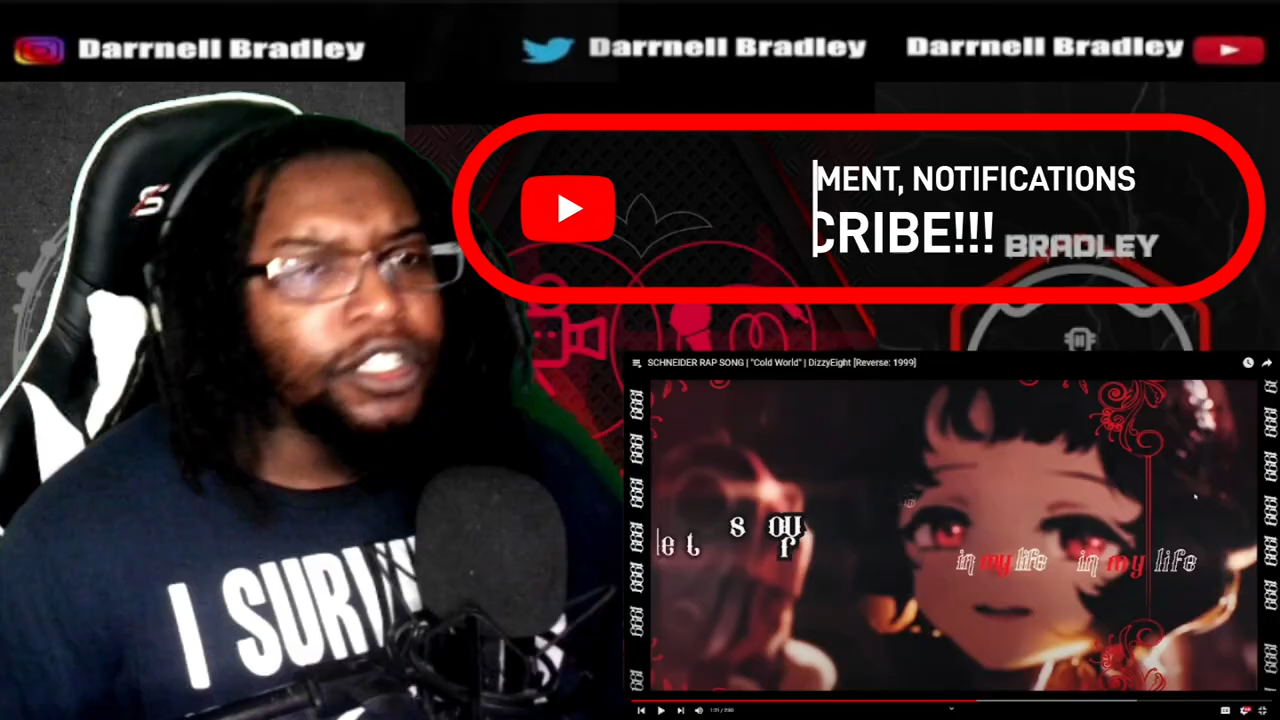 Darrnell Bradley
Darrnell Bradley
Darrnell Bradley
MENT, NOTIFICATIONS
CRIBE!!!
BRADLEY
SCHNEIDER RAP SONG | "Cold World" | DizzyEight [Reverse: 1999]
in my life in my life
I SURVI